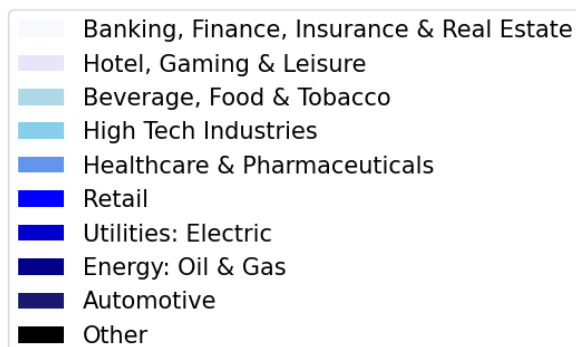 Banking, Finance, Insurance & Real Estate
Hotel, Gaming & Leisure
Beverage, Food & Tobacco
High Tech Industries
Healthcare & Pharmaceuticals
Retail
Utilities: Electric
Energy: Oil & Gas
Automotive
Other